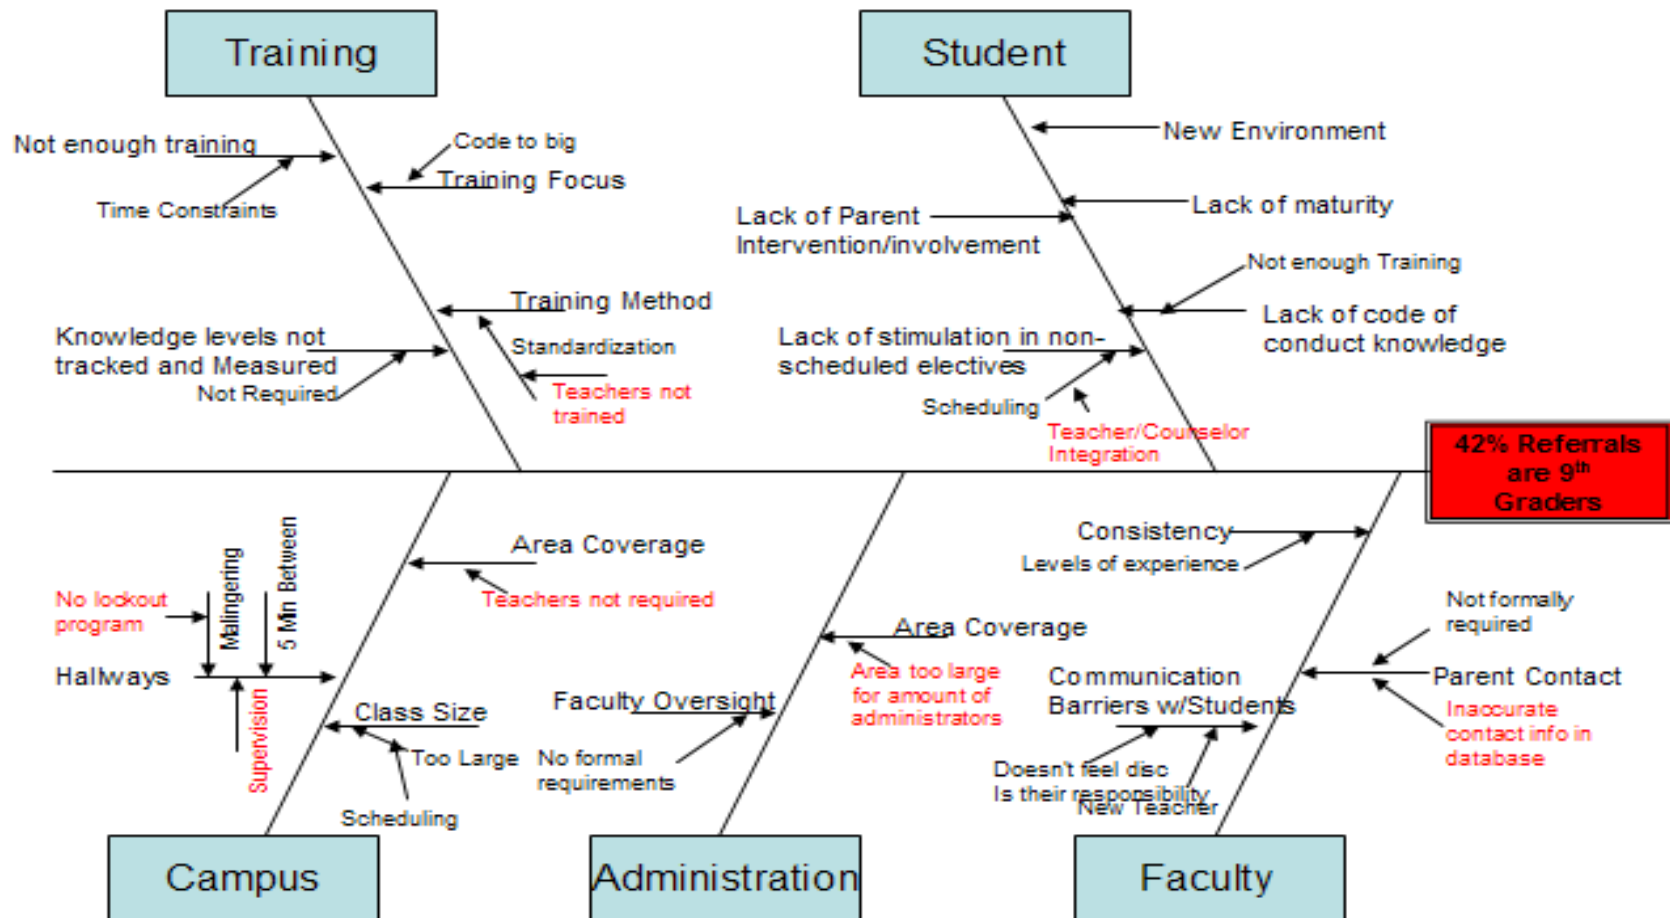 Training
Student
Not enough training
Code to big
Training Focus
Time Constraints
New Environment
Lack of maturity
Lack of Parent
Intervention/involvement
Not enough Training
Training Method
Lack of code of
conduct knowledge
Knowledge levels not
tracked and Measured
Not Required
Standardization
Teachers not
trained
Lack of stimulation in non-
scheduled electives
Scheduling
Teacher/Counselor
Integration
42% Referrals
are 9th
Graders
Area Coverage
Teachers not required
No lockout
program
Malingering
5 Min Between
Hallways
Supervision
Class Size
Too Large
Scheduling
Area Coverage
Area too large
for amount of
administrators
Faculty Oversight
No formal
requirements
Consistency
Levels of experience
Not formally
required
Parent Contact
Inaccurate
contact info in
database
Communication
Barriers w/Students
Doesn't feel disc
Is their responsibility
New Teacher
Campus
Administration
Faculty